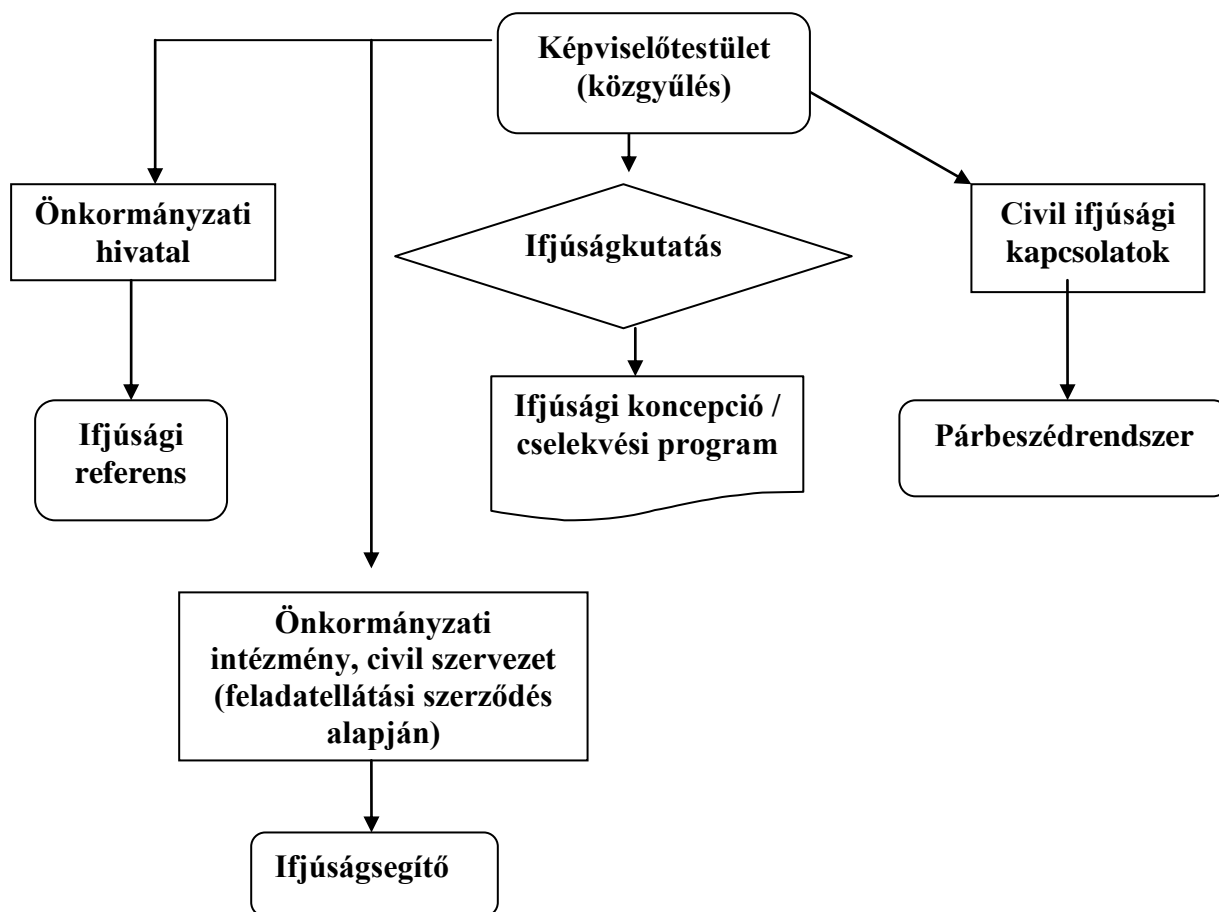 Képviselőtestület
(közgyűlés)
Önkormányzati
hivatal
Ifjúságkutatás
Civil ifjúsági
kapcsolatok
Ifjúsági
referens
Ifjúsági koncepció /
cselekvési program
Párbeszédrendszer
Önkormányzati
intézmény, civil szervezet
(feladatellátási szerződés
alapján)
Ifjúságsegítő